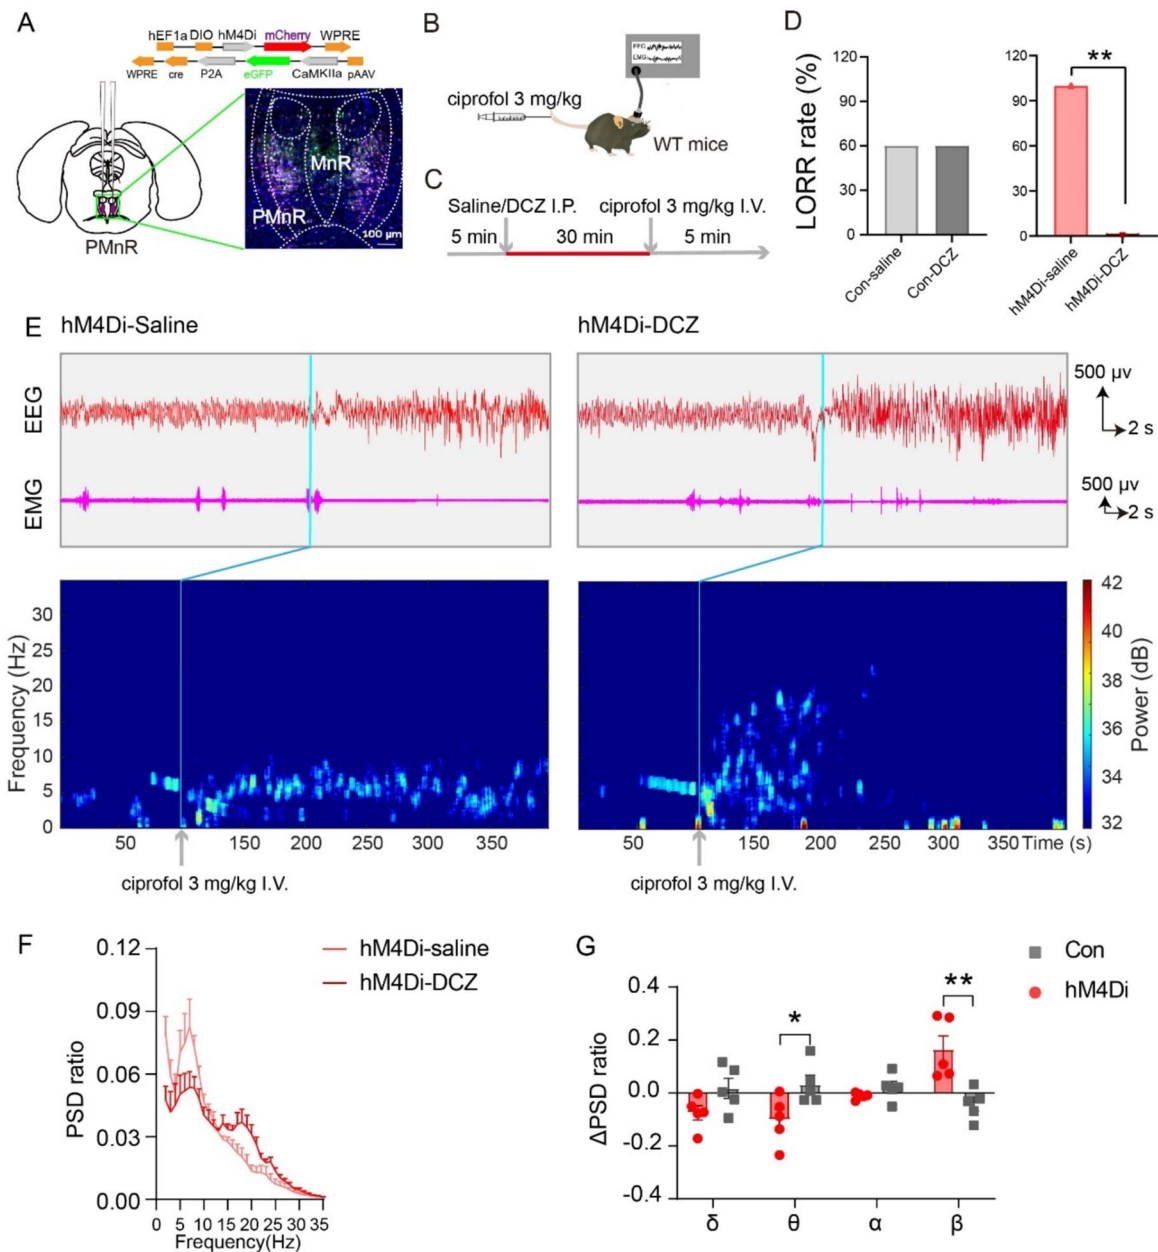 A
hEF1a DIO hM4Di mCherry WPRE
WPRE cre P2A eGFP CaMKIIa pAAV
MnR
PMnR
100 μm
PMnR
B
EEG
EMG
ciprofol 3 mg/kg
WT mice
C
Saline/DCZ I.P. ciprofol 3 mg/kg I.V.
5 min 30 min 5 min
D
LORR rate (%)
120
90
60
30
0
Con-saline
Con-DCZ
**
120
90
60
30
0
hM4Di-saline
hM4Di-DCZ
E
hM4Di-Saline
hM4Di-DCZ
EEG
EMG
500 μv
2 s
500 μv
2 s
Frequency (Hz)
30
25
20
15
10
5
0
50 100 150 200 250 300 350
50 100 150 200 250 300 350 Time (s)
42
40
38
36
34
32
Power (dB)
ciprofol 3 mg/kg I.V.
ciprofol 3 mg/kg I.V.
F
hM4Di-saline
hM4Di-DCZ
PSD ratio
0.12
0.09
0.06
0.03
0.00
0 5 10 15 20 25 30 35
Frequency(Hz)
G
Con
hM4Di
ΔPSD ratio
0.4
0.2
0.0
-0.2
-0.4
*
**
δ θ α β